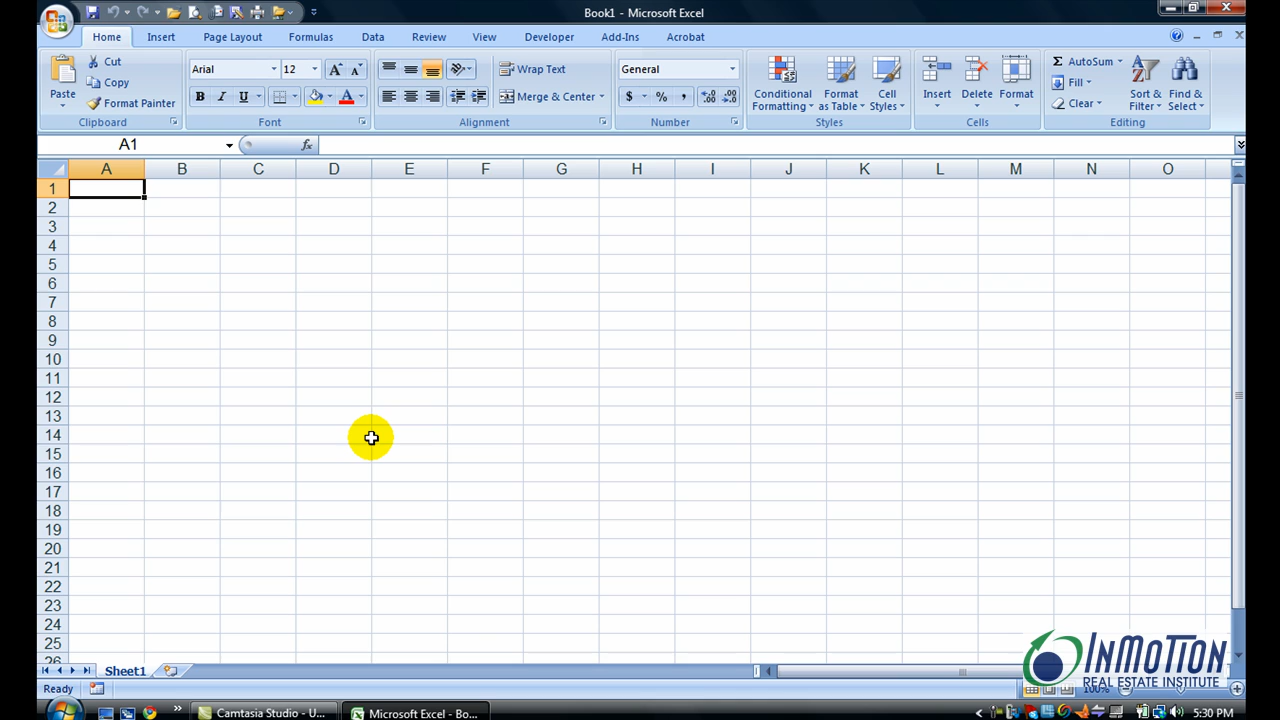 Book1 - Microsoft Excel
Home Insert Page Layout Formulas Data Review View Developer Add-Ins Acrobat
Paste
Cut
Copy
Format Painter
Clipboard
Arial 12
B I U
A
Font
Wrap Text
Merge & Center
Alignment
General
$ % ,
Number
Conditional Formatting
Format as Table
Cell Styles
Styles
Insert
Delete
Format
Cells
AutoSum
Fill
Clear
Sort & Filter
Find & Select
Editing
A1
fx
A B C D E F G H I J K L M N O
1
2
3
4
5
6
7
8
9
10
11
12
13
14
15
16
17
18
19
20
21
22
23
24
25
26
Sheet1
INMOTION
REAL ESTATE INSTITUTE
Ready
100%
Camtasia Studio - U...
Microsoft Excel - Bo...
5:30 PM